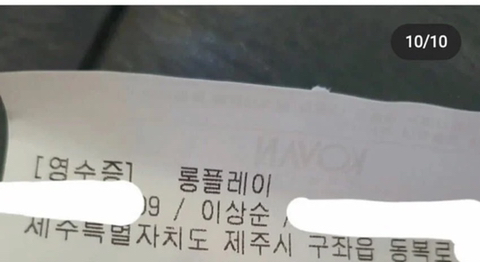 10/10
KOVAN
[영수증] 롱플레이
09 / 이상순 /
제주특별자치도 제주시 구좌읍 동복로